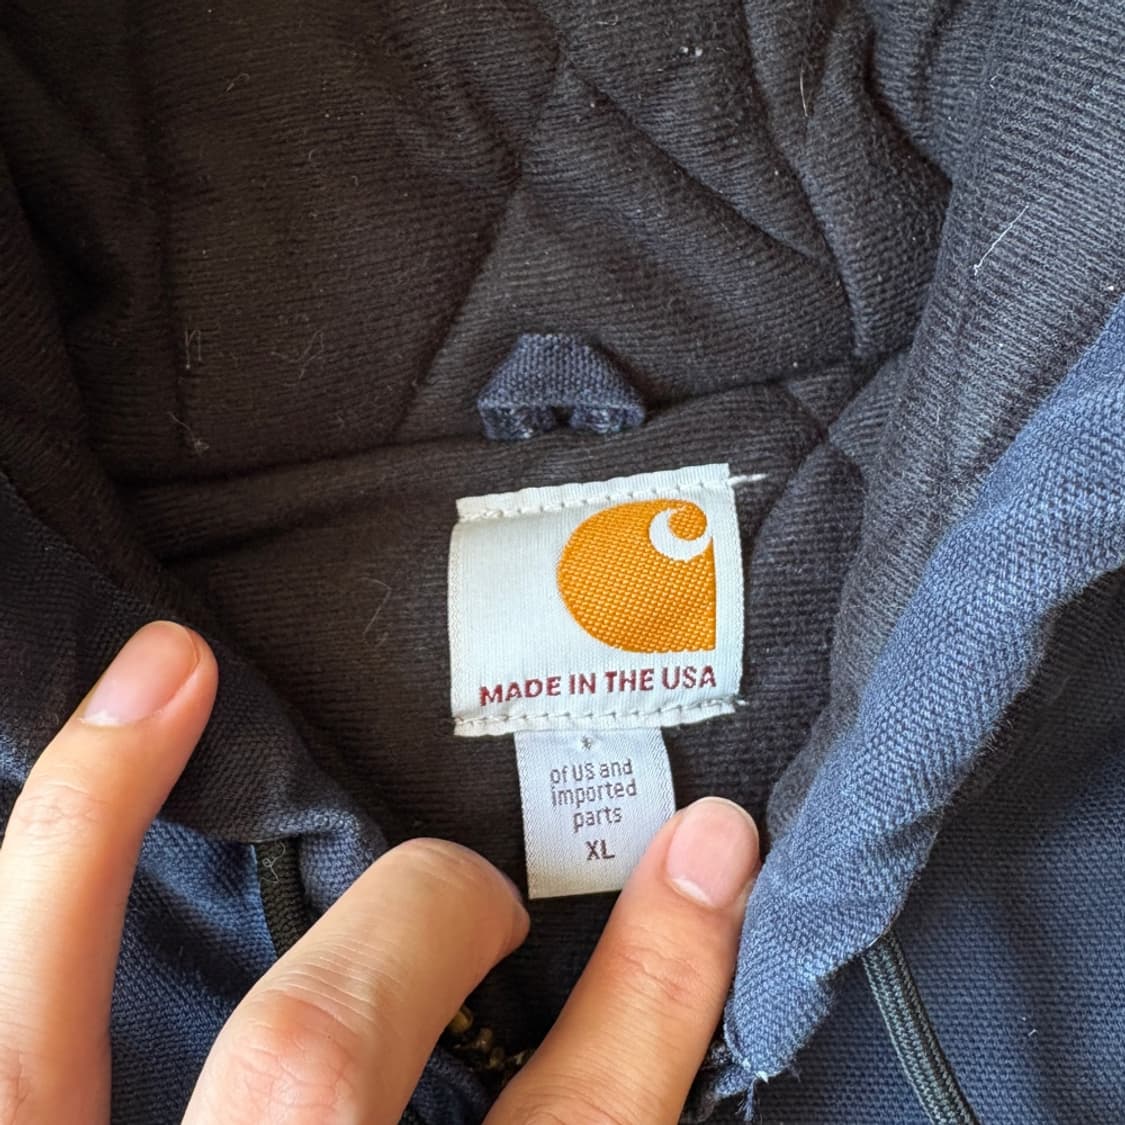 MADE IN THE USA
*
of US and
imported
parts
XL